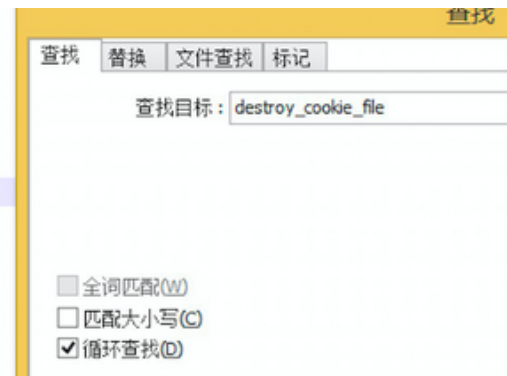 查找
查找 替换 文件查找 标记
查找目标：destroy_cookie_file
全词匹配(W)
匹配大小写(C)
循环查找(D)